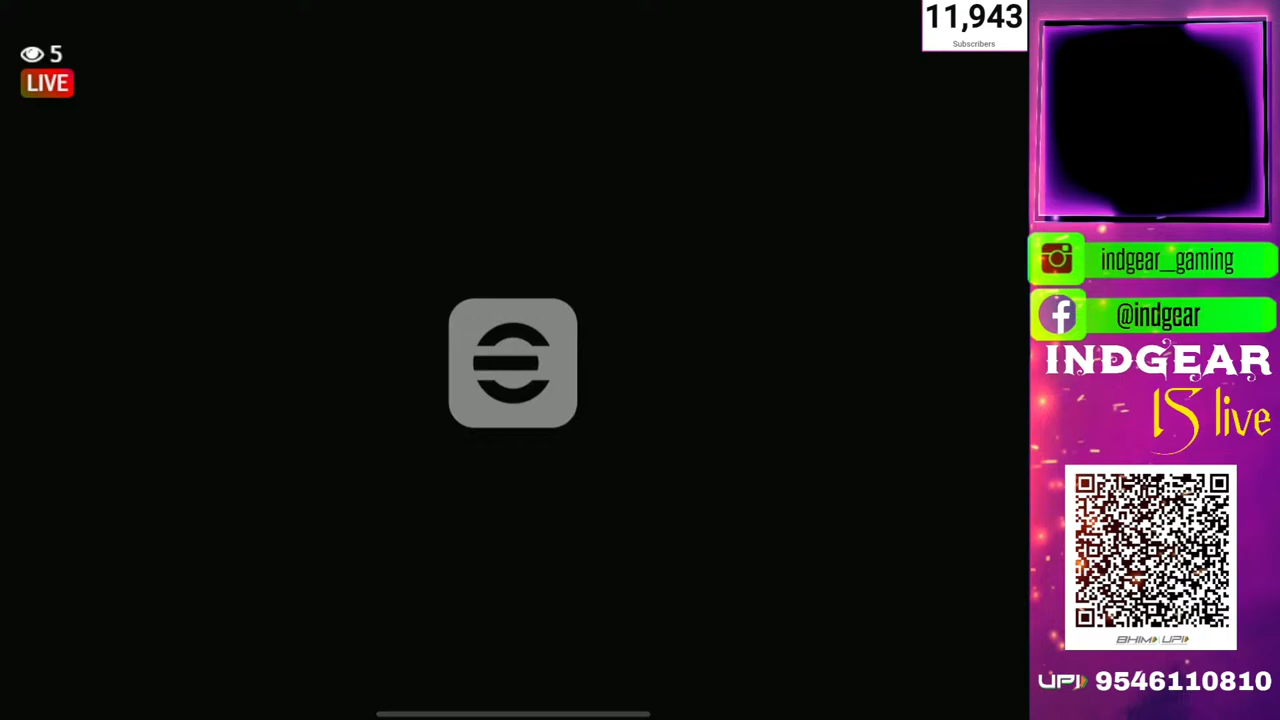 11,943
Subscribers
5
LIVE
indgear_gaming
@indgear
INDGEAR
IS live
BHIM UPI
UPI 9546110810